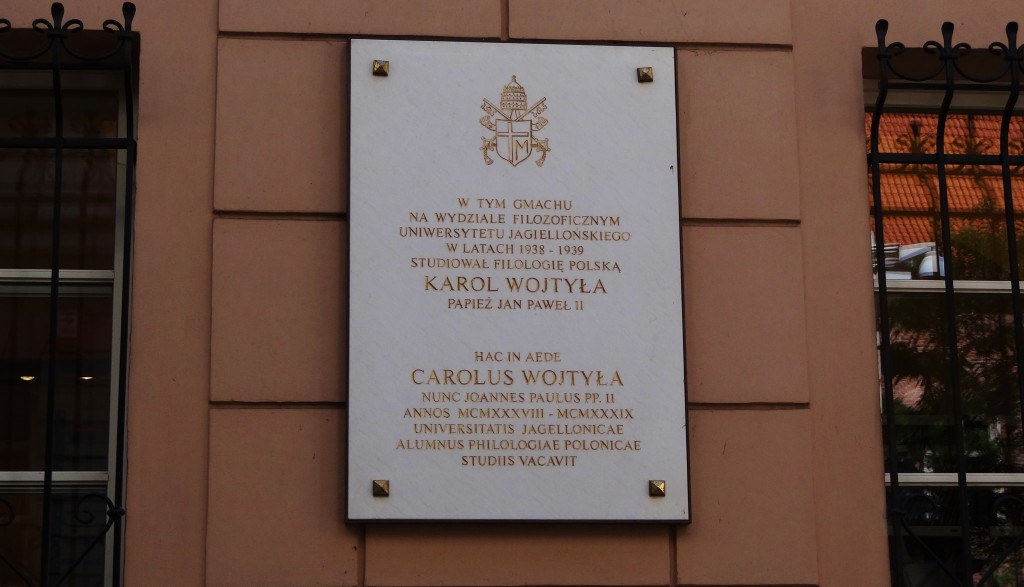 M
W TYM GMACHU
NA WYDZIALE FILOZOFICZNYM
UNIWERSYTETU JAGIELLOŃSKIEGO
W LATACH 1938 - 1939
STUDIOWAŁ FILOLOGIĘ POLSKĄ
KAROL WOJTYŁA
PAPIEŻ JAN PAWEŁ II
HAC IN AEDE
CAROLUS WOJTYŁA
NUNC JOANNES PAULUS PP. II
ANNOS MCMXXXVIII - MCMXXXIX
UNIVERSITATIS JAGELLONICAE
ALUMNUS PHILOLOGIAE POLONICAE
STUDIIS VACAVIT